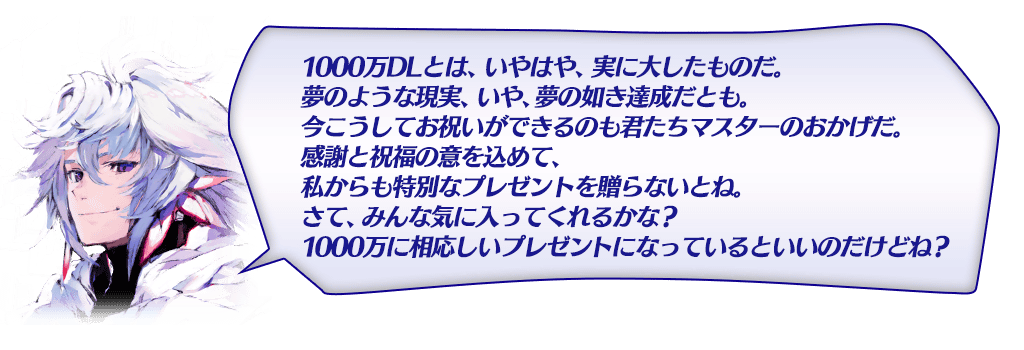 1000万DLとは、いやはや、実に大したものだ。
夢のような現実、いや、夢の如き達成だとも。
今こうしてお祝いができるのも君たちマスターのおかげだ。
感謝と祝福の意を込めて、
私からも特別なプレゼントを贈らないとね。
さて、みんな気に入ってくれるかな？
1000万に相応しいプレゼントになっているといいのだけどね？